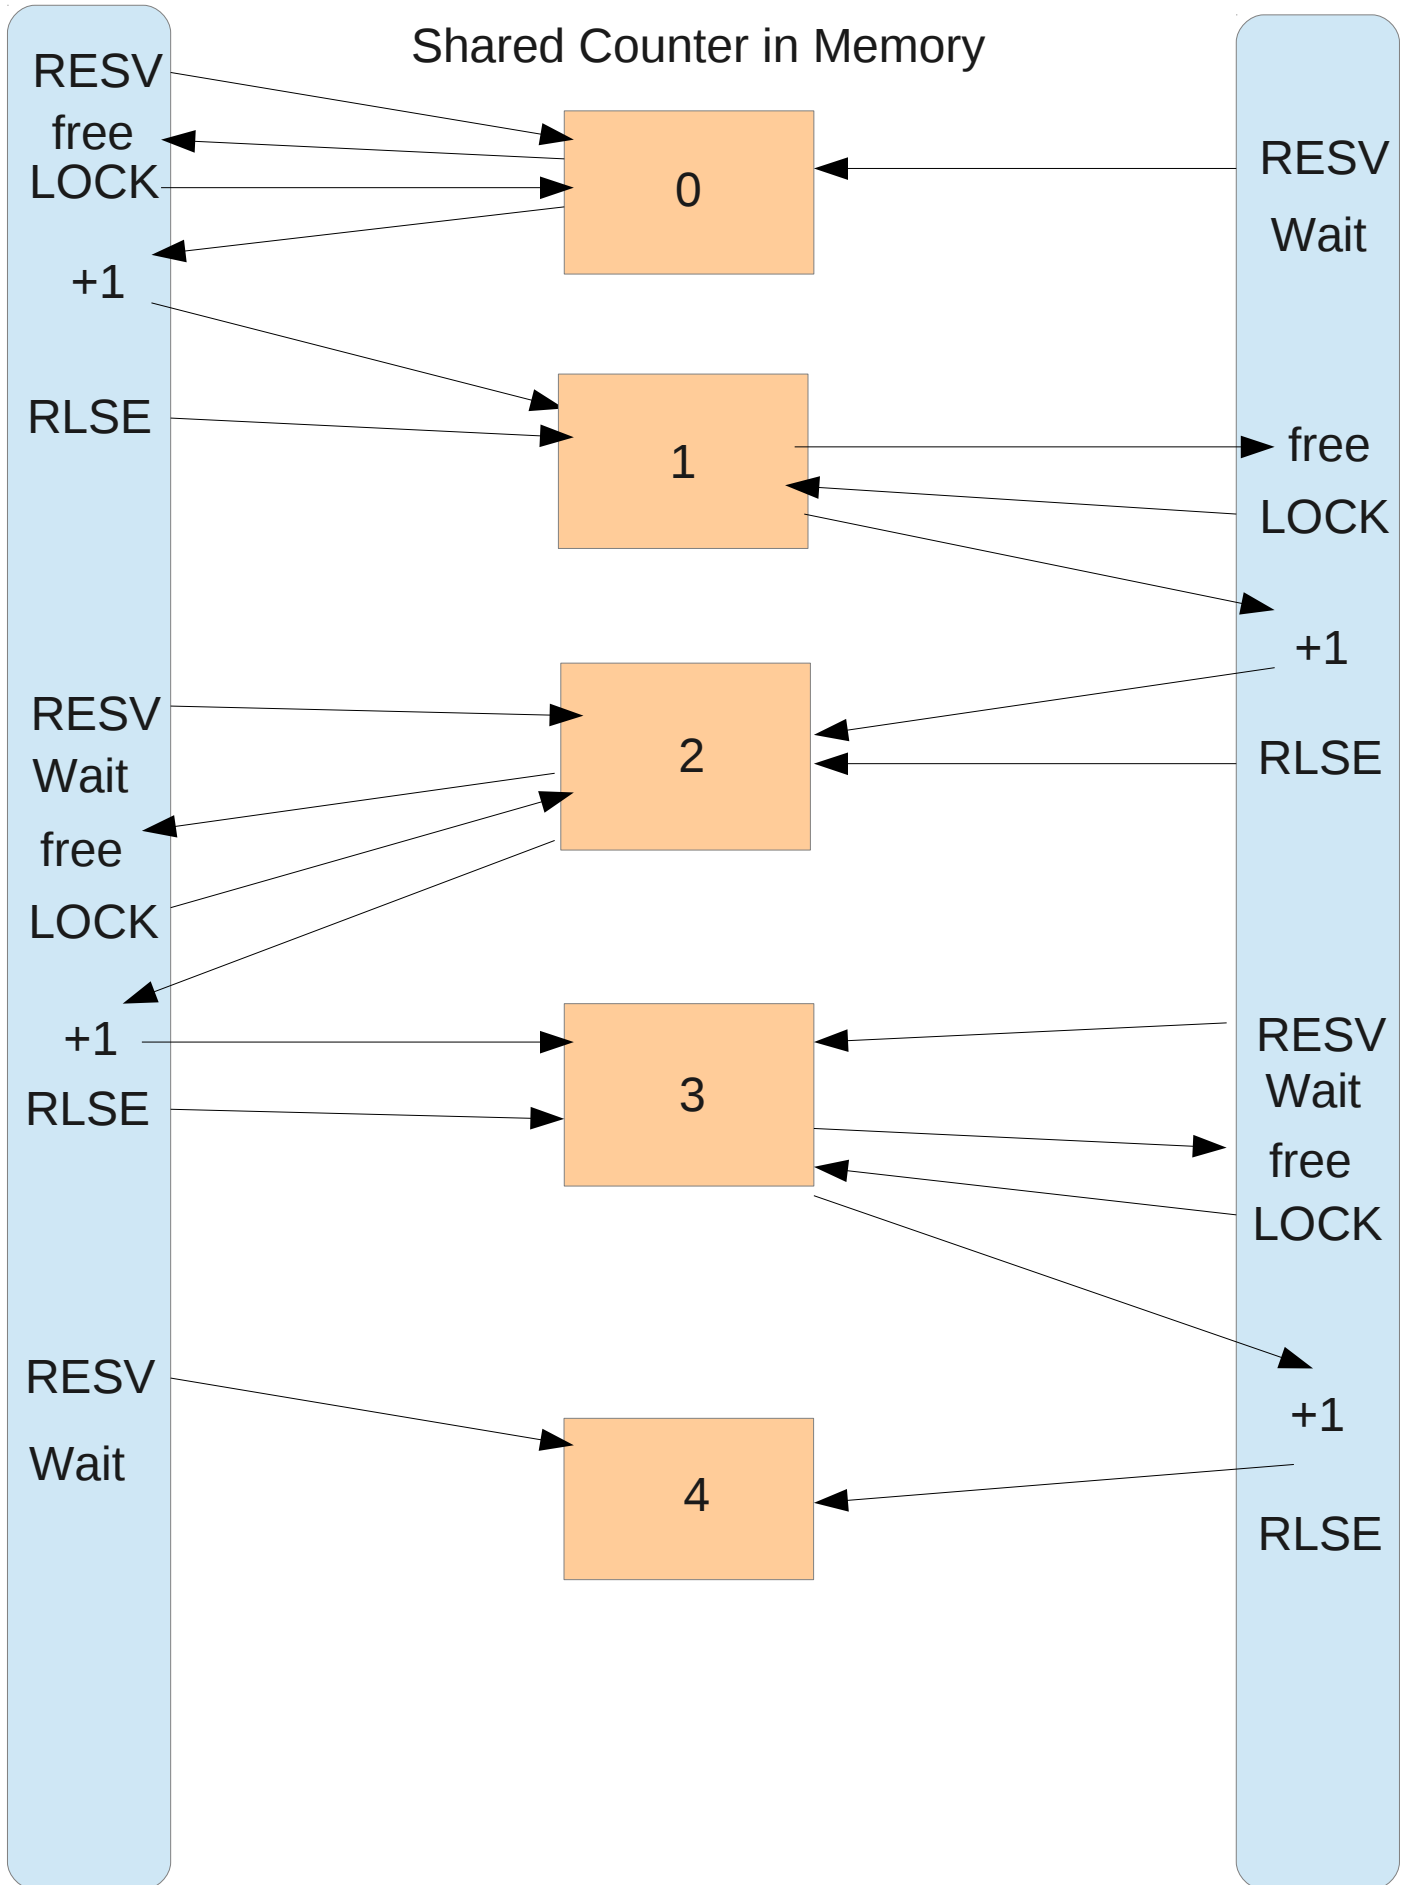 Shared Counter in Memory
RESV
free
LOCK
+1
RLSE
RESV
Wait
free
LOCK
+1
RLSE
RESV
Wait
0
1
2
3
4
RESV
Wait
free
LOCK
+1
RLSE
RESV
Wait
free
LOCK
+1
RLSE